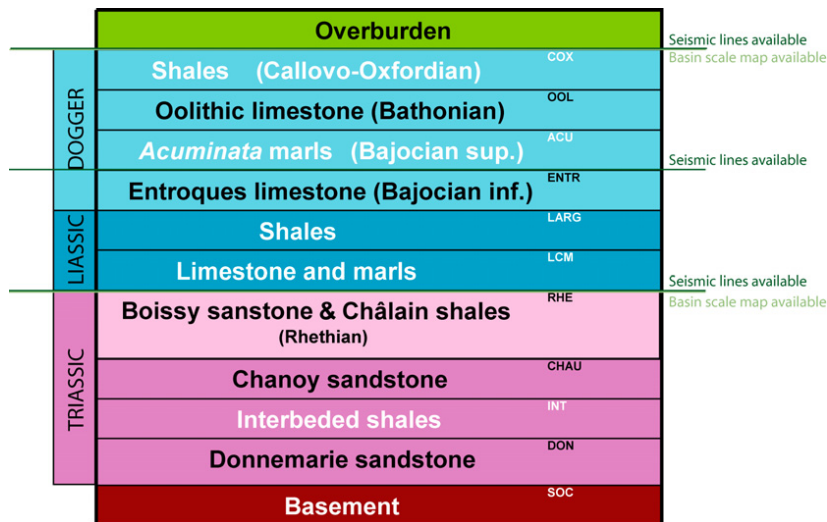 Overburden
Seismic lines available
Basin scale map available
DOGGER
Shales (Callovo-Oxfordian) COX
Oolithic limestone (Bathonian) OOL
Acuminata marls (Bajocian sup.) ACU
Seismic lines available
Entroques limestone (Bajocian inf.) ENTR
LIASSIC
Shales LARG
Limestone and marls LCM
Seismic lines available
Basin scale map available
TRIASSIC
Boissy sanstone & Châlain shales RHE
(Rhethian)
Chanoy sandstone CHAU
Interbeded shales INT
Donnemarie sandstone DON
Basement SOC